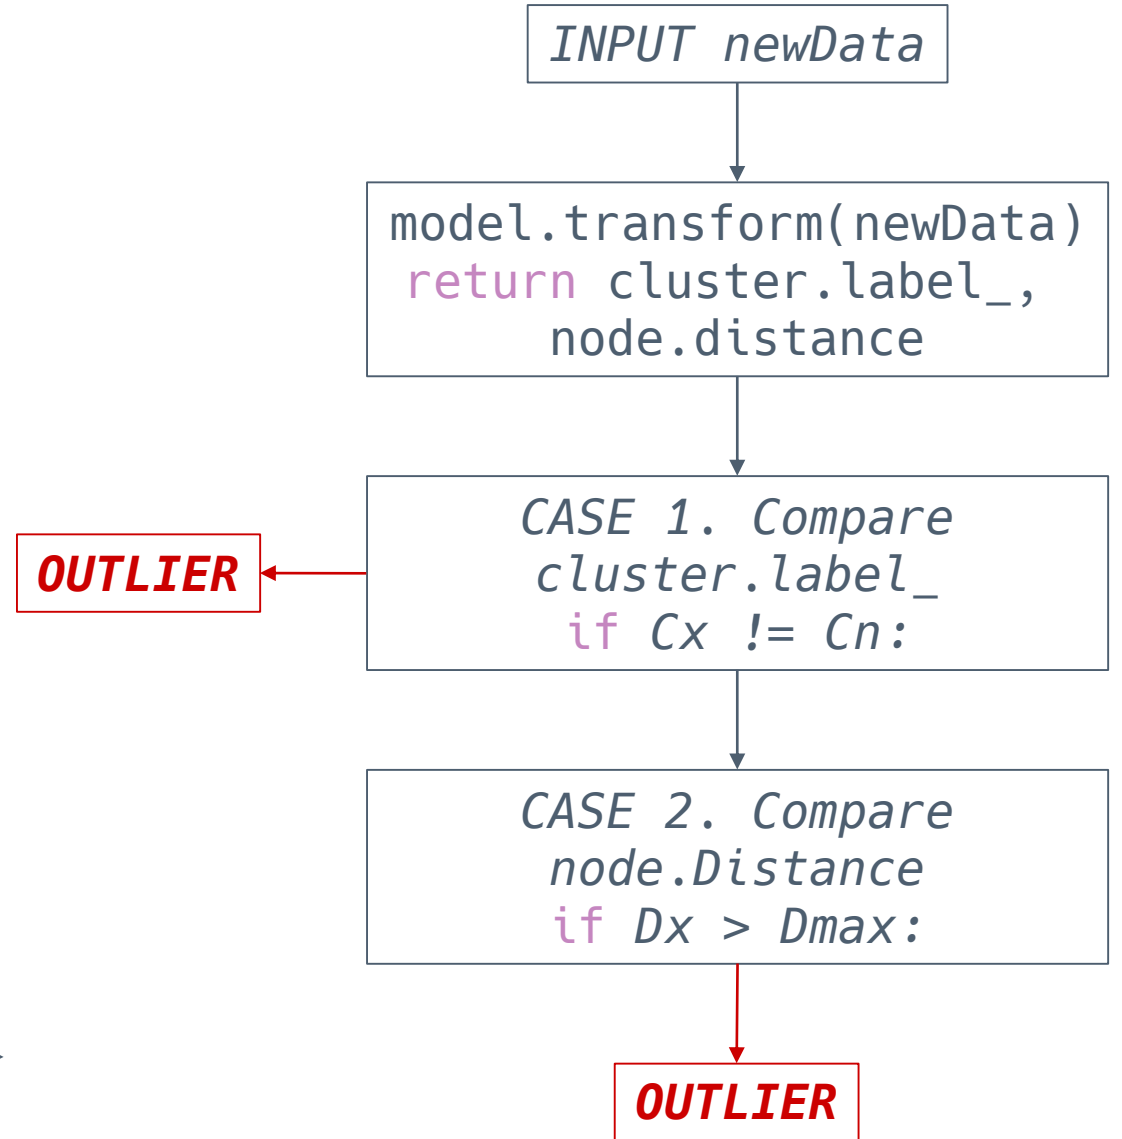 INPUT newData
model.transform(newData)
return cluster.label_,
node.distance
CASE 1. Compare
cluster.label_
if Cx != Cn:
OUTLIER
CASE 2. Compare
node.Distance
if Dx > Dmax:
OUTLIER